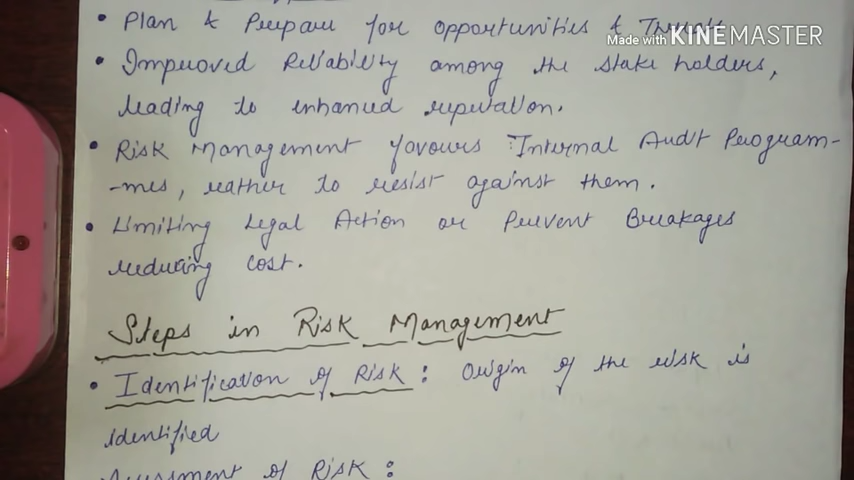 • Plan & Prepare for opportunities & Threats
Made with KINEMASTER
• Improved Reliability among the stake holders,
leading to enhanced reputation.
• Risk Management favours Internal Audit Program-
-mes, rather to resist against them.
• Limiting Legal Action or Prevent Breakages
reducing cost.
Steps in Risk Management
• Identification of Risk : Origin of the risk is
identified
Assessment of Risk :